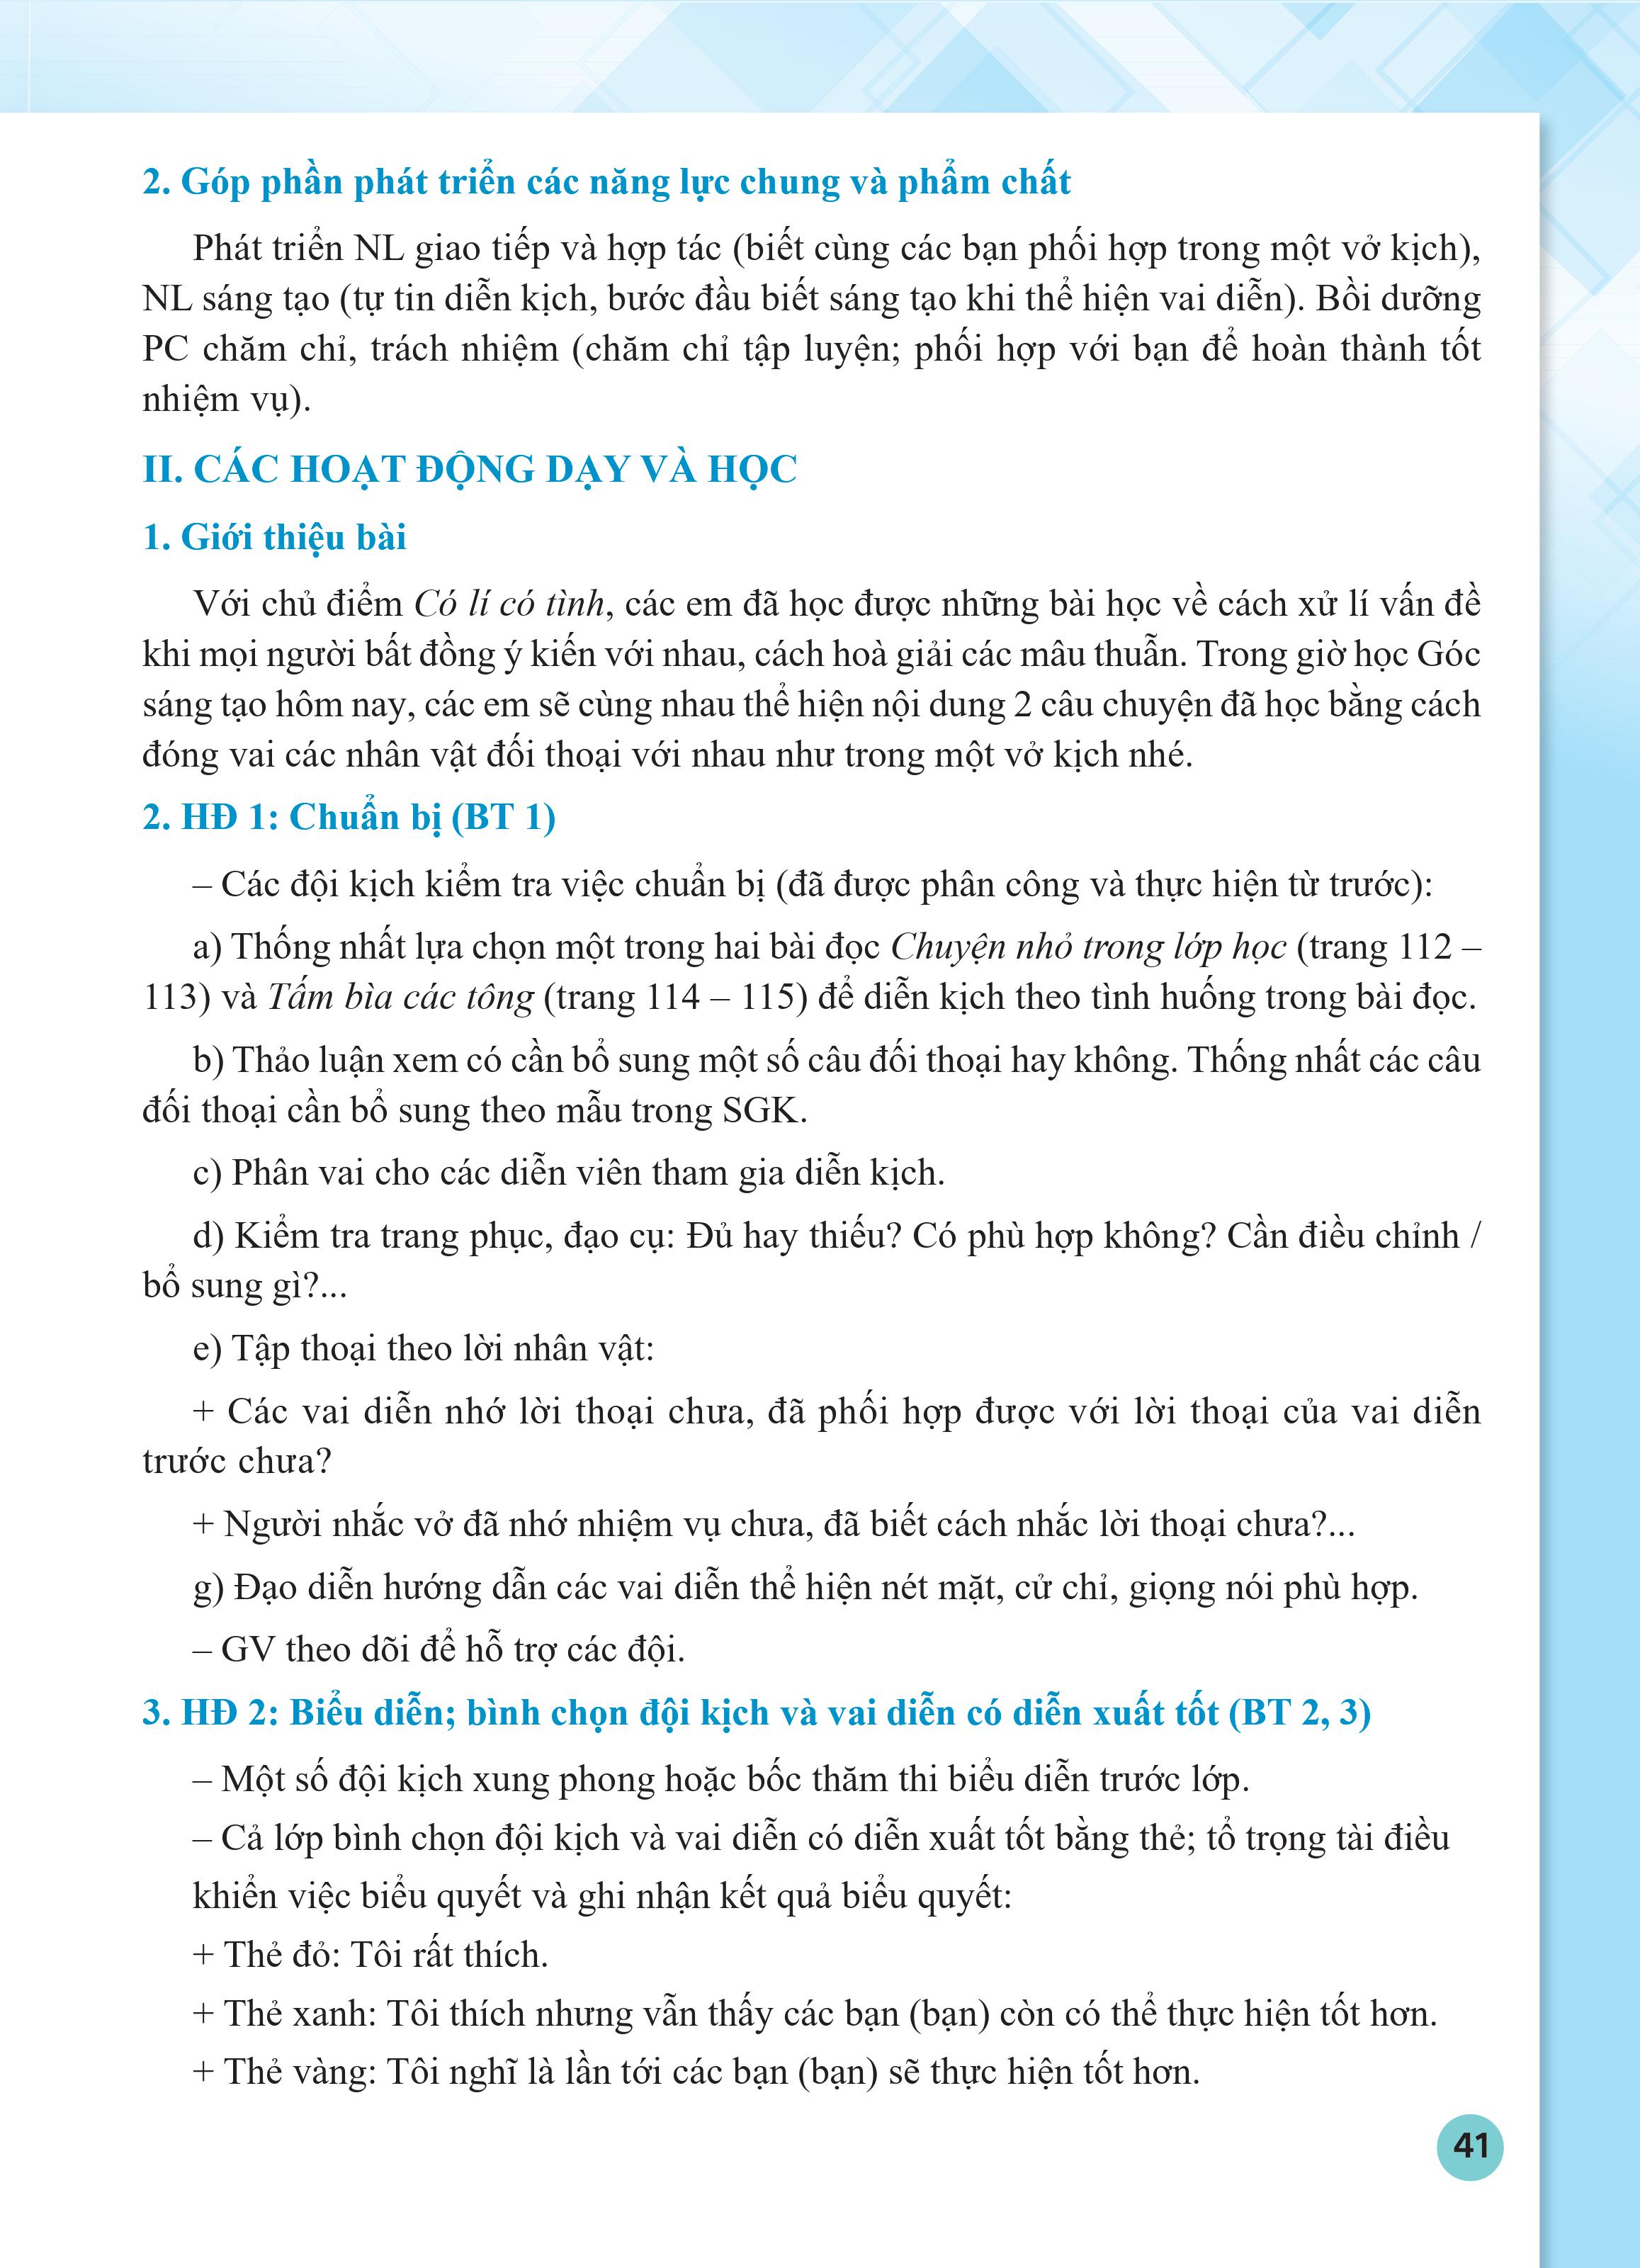 2. Góp phần phát triển các năng lực chung và phẩm chất
Phát triển NL giao tiếp và hợp tác (biết cùng các bạn phối hợp trong một vở kịch),
NL sáng tạo (tự tin diễn kịch, bước đầu biết sáng tạo khi thể hiện vai diễn). Bồi dưỡng
PC chăm chỉ, trách nhiệm (chăm chỉ tập luyện; phối hợp với bạn để hoàn thành tốt
nhiệm vụ).
II. CÁC HOẠT ĐỘNG DẠY VÀ HỌC
1. Giới thiệu bài
Với chủ điểm Có lí có tình, các em đã học được những bài học về cách xử lí vấn đề
khi mọi người bất đồng ý kiến với nhau, cách hoà giải các mâu thuẫn. Trong giờ học Góc
sáng tạo hôm nay, các em sẽ cùng nhau thể hiện nội dung 2 câu chuyện đã học bằng cách
đóng vai các nhân vật đối thoại với nhau như trong một vở kịch nhé.
2. HĐ 1: Chuẩn bị (BT 1)
– Các đội kịch kiểm tra việc chuẩn bị (đã được phân công và thực hiện từ trước):
a) Thống nhất lựa chọn một trong hai bài đọc Chuyện nhỏ trong lớp học (trang 112 –
113) và Tấm bìa các tông (trang 114 – 115) để diễn kịch theo tình huống trong bài đọc.
b) Thảo luận xem có cần bổ sung một số câu đối thoại hay không. Thống nhất các câu
đối thoại cần bổ sung theo mẫu trong SGK.
c) Phân vai cho các diễn viên tham gia diễn kịch.
d) Kiểm tra trang phục, đạo cụ: Đủ hay thiếu? Có phù hợp không? Cần điều chỉnh /
bổ sung gì?...
e) Tập thoại theo lời nhân vật:
+ Các vai diễn nhớ lời thoại chưa, đã phối hợp được với lời thoại của vai diễn
trước chưa?
+ Người nhắc vở đã nhớ nhiệm vụ chưa, đã biết cách nhắc lời thoại chưa?...
g) Đạo diễn hướng dẫn các vai diễn thể hiện nét mặt, cử chỉ, giọng nói phù hợp.
– GV theo dõi để hỗ trợ các đội.
3. HĐ 2: Biểu diễn; bình chọn đội kịch và vai diễn có diễn xuất tốt (BT 2, 3)
– Một số đội kịch xung phong hoặc bốc thăm thi biểu diễn trước lớp.
– Cả lớp bình chọn đội kịch và vai diễn có diễn xuất tốt bằng thẻ; tổ trọng tài điều
khiển việc biểu quyết và ghi nhận kết quả biểu quyết:
+ Thẻ đỏ: Tôi rất thích.
+ Thẻ xanh: Tôi thích nhưng vẫn thấy các bạn (bạn) còn có thể thực hiện tốt hơn.
+ Thẻ vàng: Tôi nghĩ là lần tới các bạn (bạn) sẽ thực hiện tốt hơn.
41